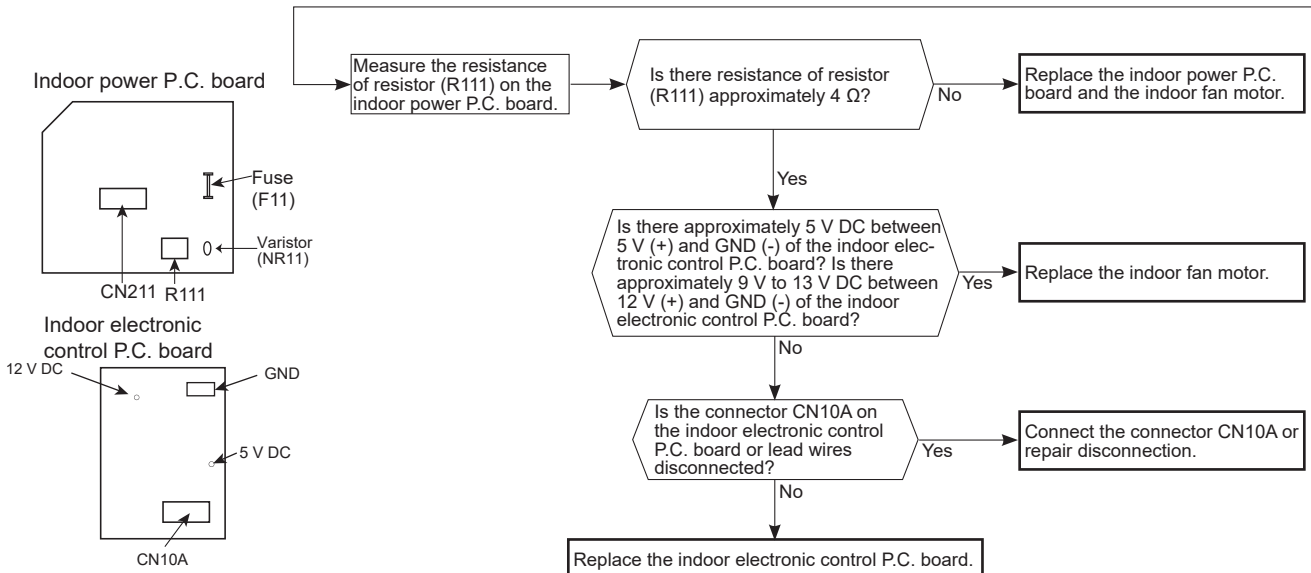 Indoor power P.C. board
Fuse
(F11)
Varistor
(NR11)
CN211
R111
Indoor electronic
control P.C. board
12 V DC
GND
5 V DC
CN10A
Measure the resistance
of resistor (R111) on the
indoor power P.C. board.
Is there resistance of resistor
(R111) approximately 4 Ω?
No
Replace the indoor power P.C.
board and the indoor fan motor.
Yes
Is there approximately 5 V DC between
5 V (+) and GND (-) of the indoor elec-
tronic control P.C. board? Is there
approximately 9 V to 13 V DC between
12 V (+) and GND (-) of the indoor
electronic control P.C. board?
Yes
Replace the indoor fan motor.
No
Is the connector CN10A on
the indoor electronic control
P.C. board or lead wires
disconnected?
Yes
Connect the connector CN10A or
repair disconnection.
No
Replace the indoor electronic control P.C. board.